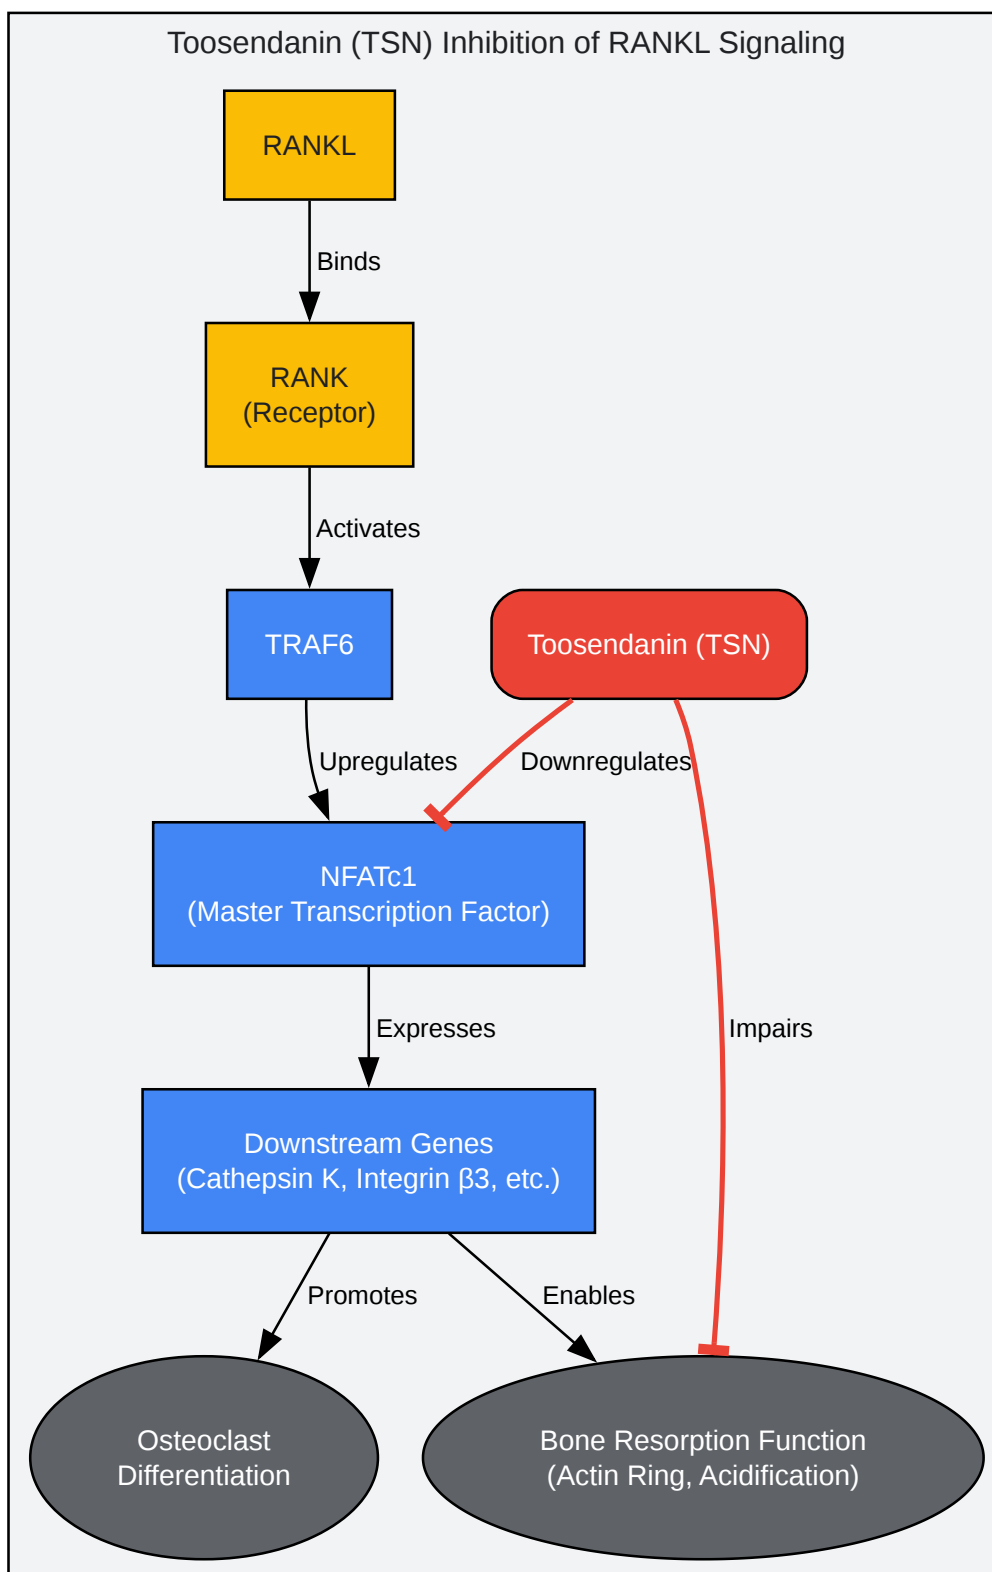 Toosendanin (TSN) Inhibition of RANKL Signaling
RANKL
Binds
RANK
(Receptor)
Activates
TRAF6
Toosendanin (TSN)
Upregulates
Downregulates
NFATc1
(Master Transcription Factor)
Expresses
Impairs
Downstream Genes
(Cathepsin K, Integrin β3, etc.)
Promotes
Enables
Osteoclast
Differentiation
Bone Resorption Function
(Actin Ring, Acidification)